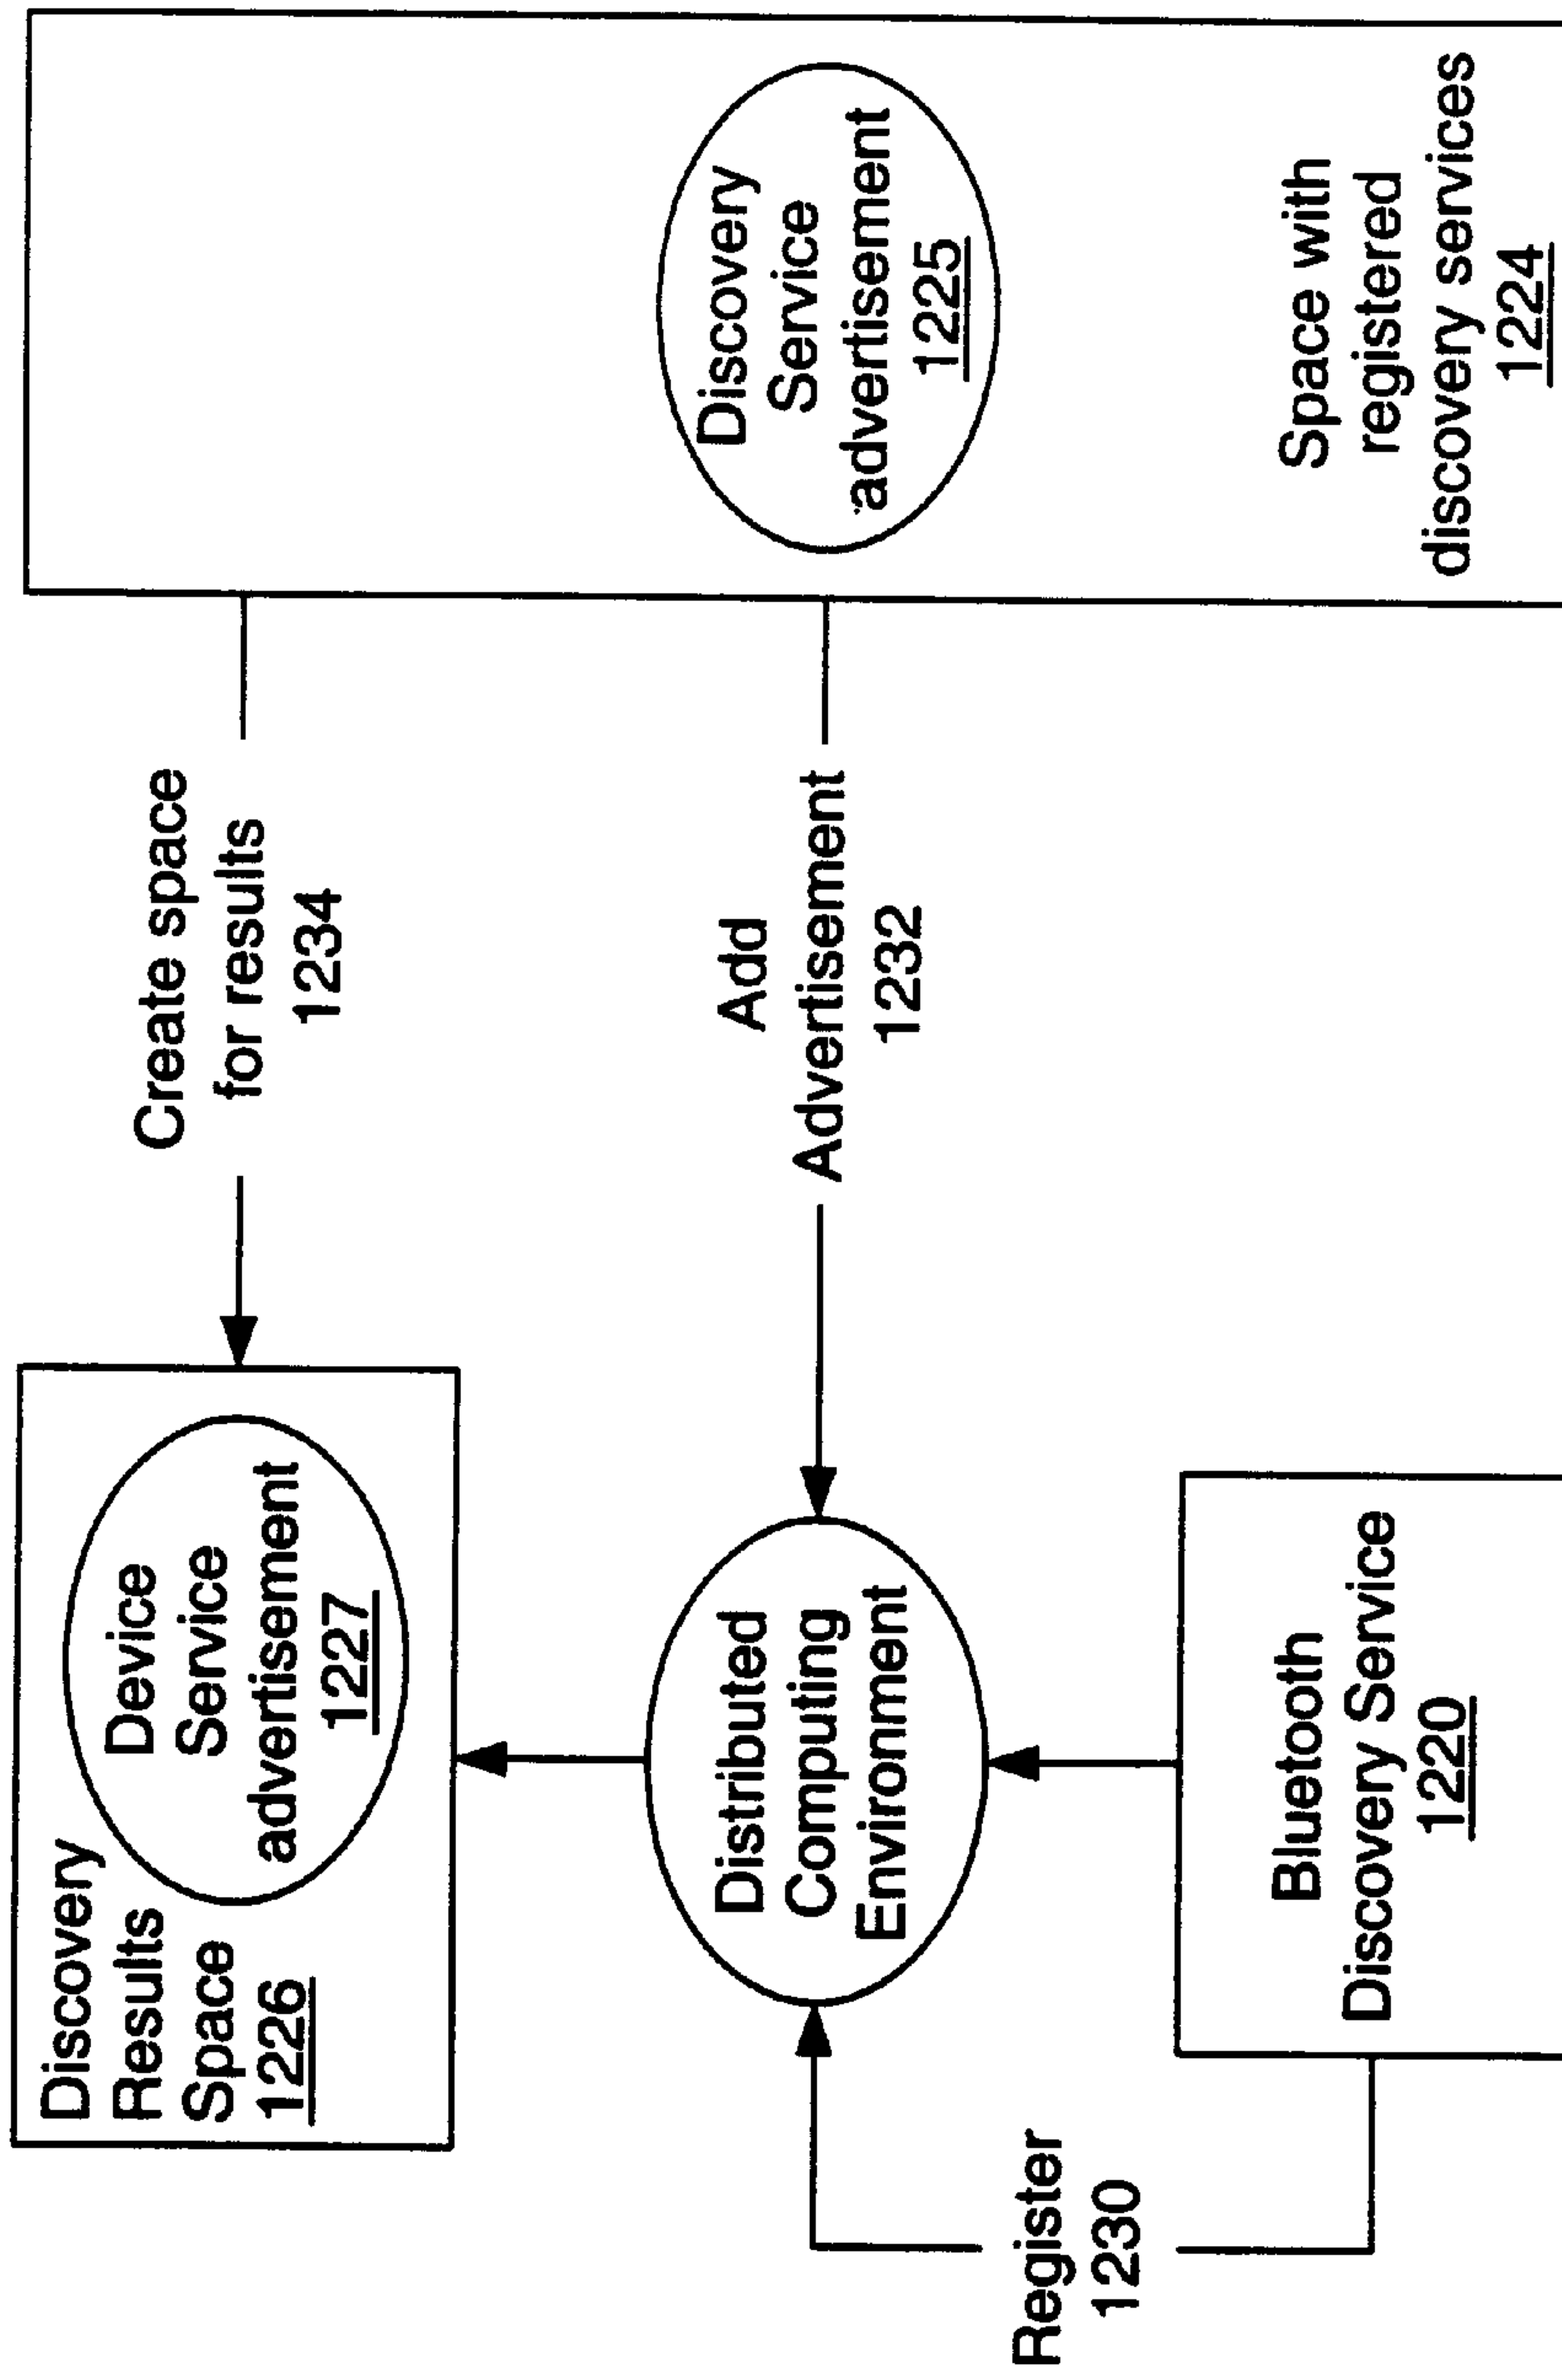 Discovery
Results
Space
1226
Device
Service
advertisement
1227
Create space
for results
1234
Distributed
Computing
Environment
Add
Advertisement
1232
Discovery
Service
advertisement
1225
Register
1230
Bluetooth
Discovery Service
1220
Space with
registered
discovery services
1224